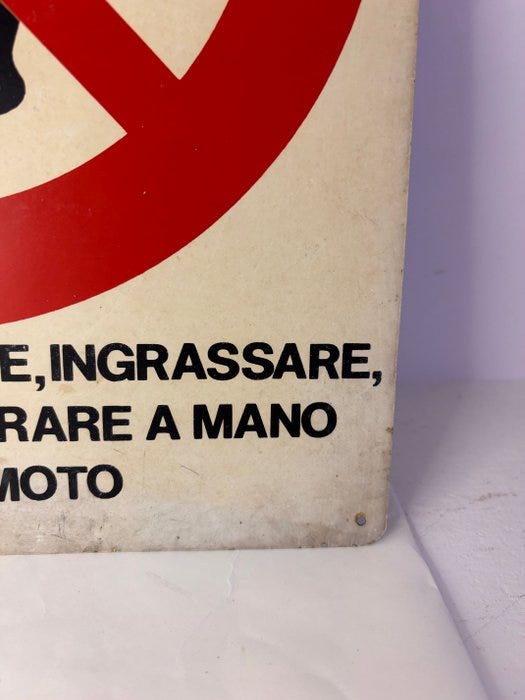 E, INGRASSARE,
RARE A MANO
MOTO